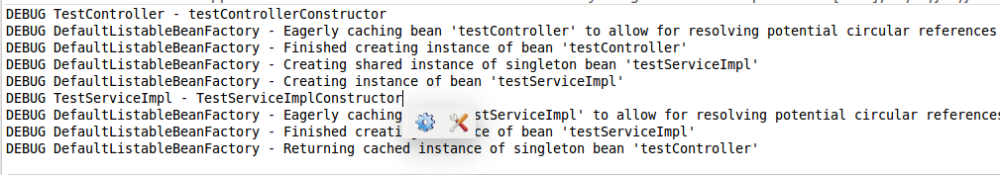 DEBUG TestController - testControllerConstructor
DEBUG DefaultListableBeanFactory - Eagerly caching bean 'testController' to allow for resolving potential circular references
DEBUG DefaultListableBeanFactory - Finished creating instance of bean 'testController'
DEBUG DefaultListableBeanFactory - Creating shared instance of singleton bean 'testServiceImpl'
DEBUG DefaultListableBeanFactory - Creating instance of bean 'testServiceImpl'
DEBUG TestServiceImpl - TestServiceImplConstructor
DEBUG DefaultListableBeanFactory - Eagerly caching stServiceImpl' to allow for resolving potential circular references
DEBUG DefaultListableBeanFactory - Finished creati ce of bean 'testServiceImpl'
DEBUG DefaultListableBeanFactory - Returning cached instance of singleton bean 'testController'